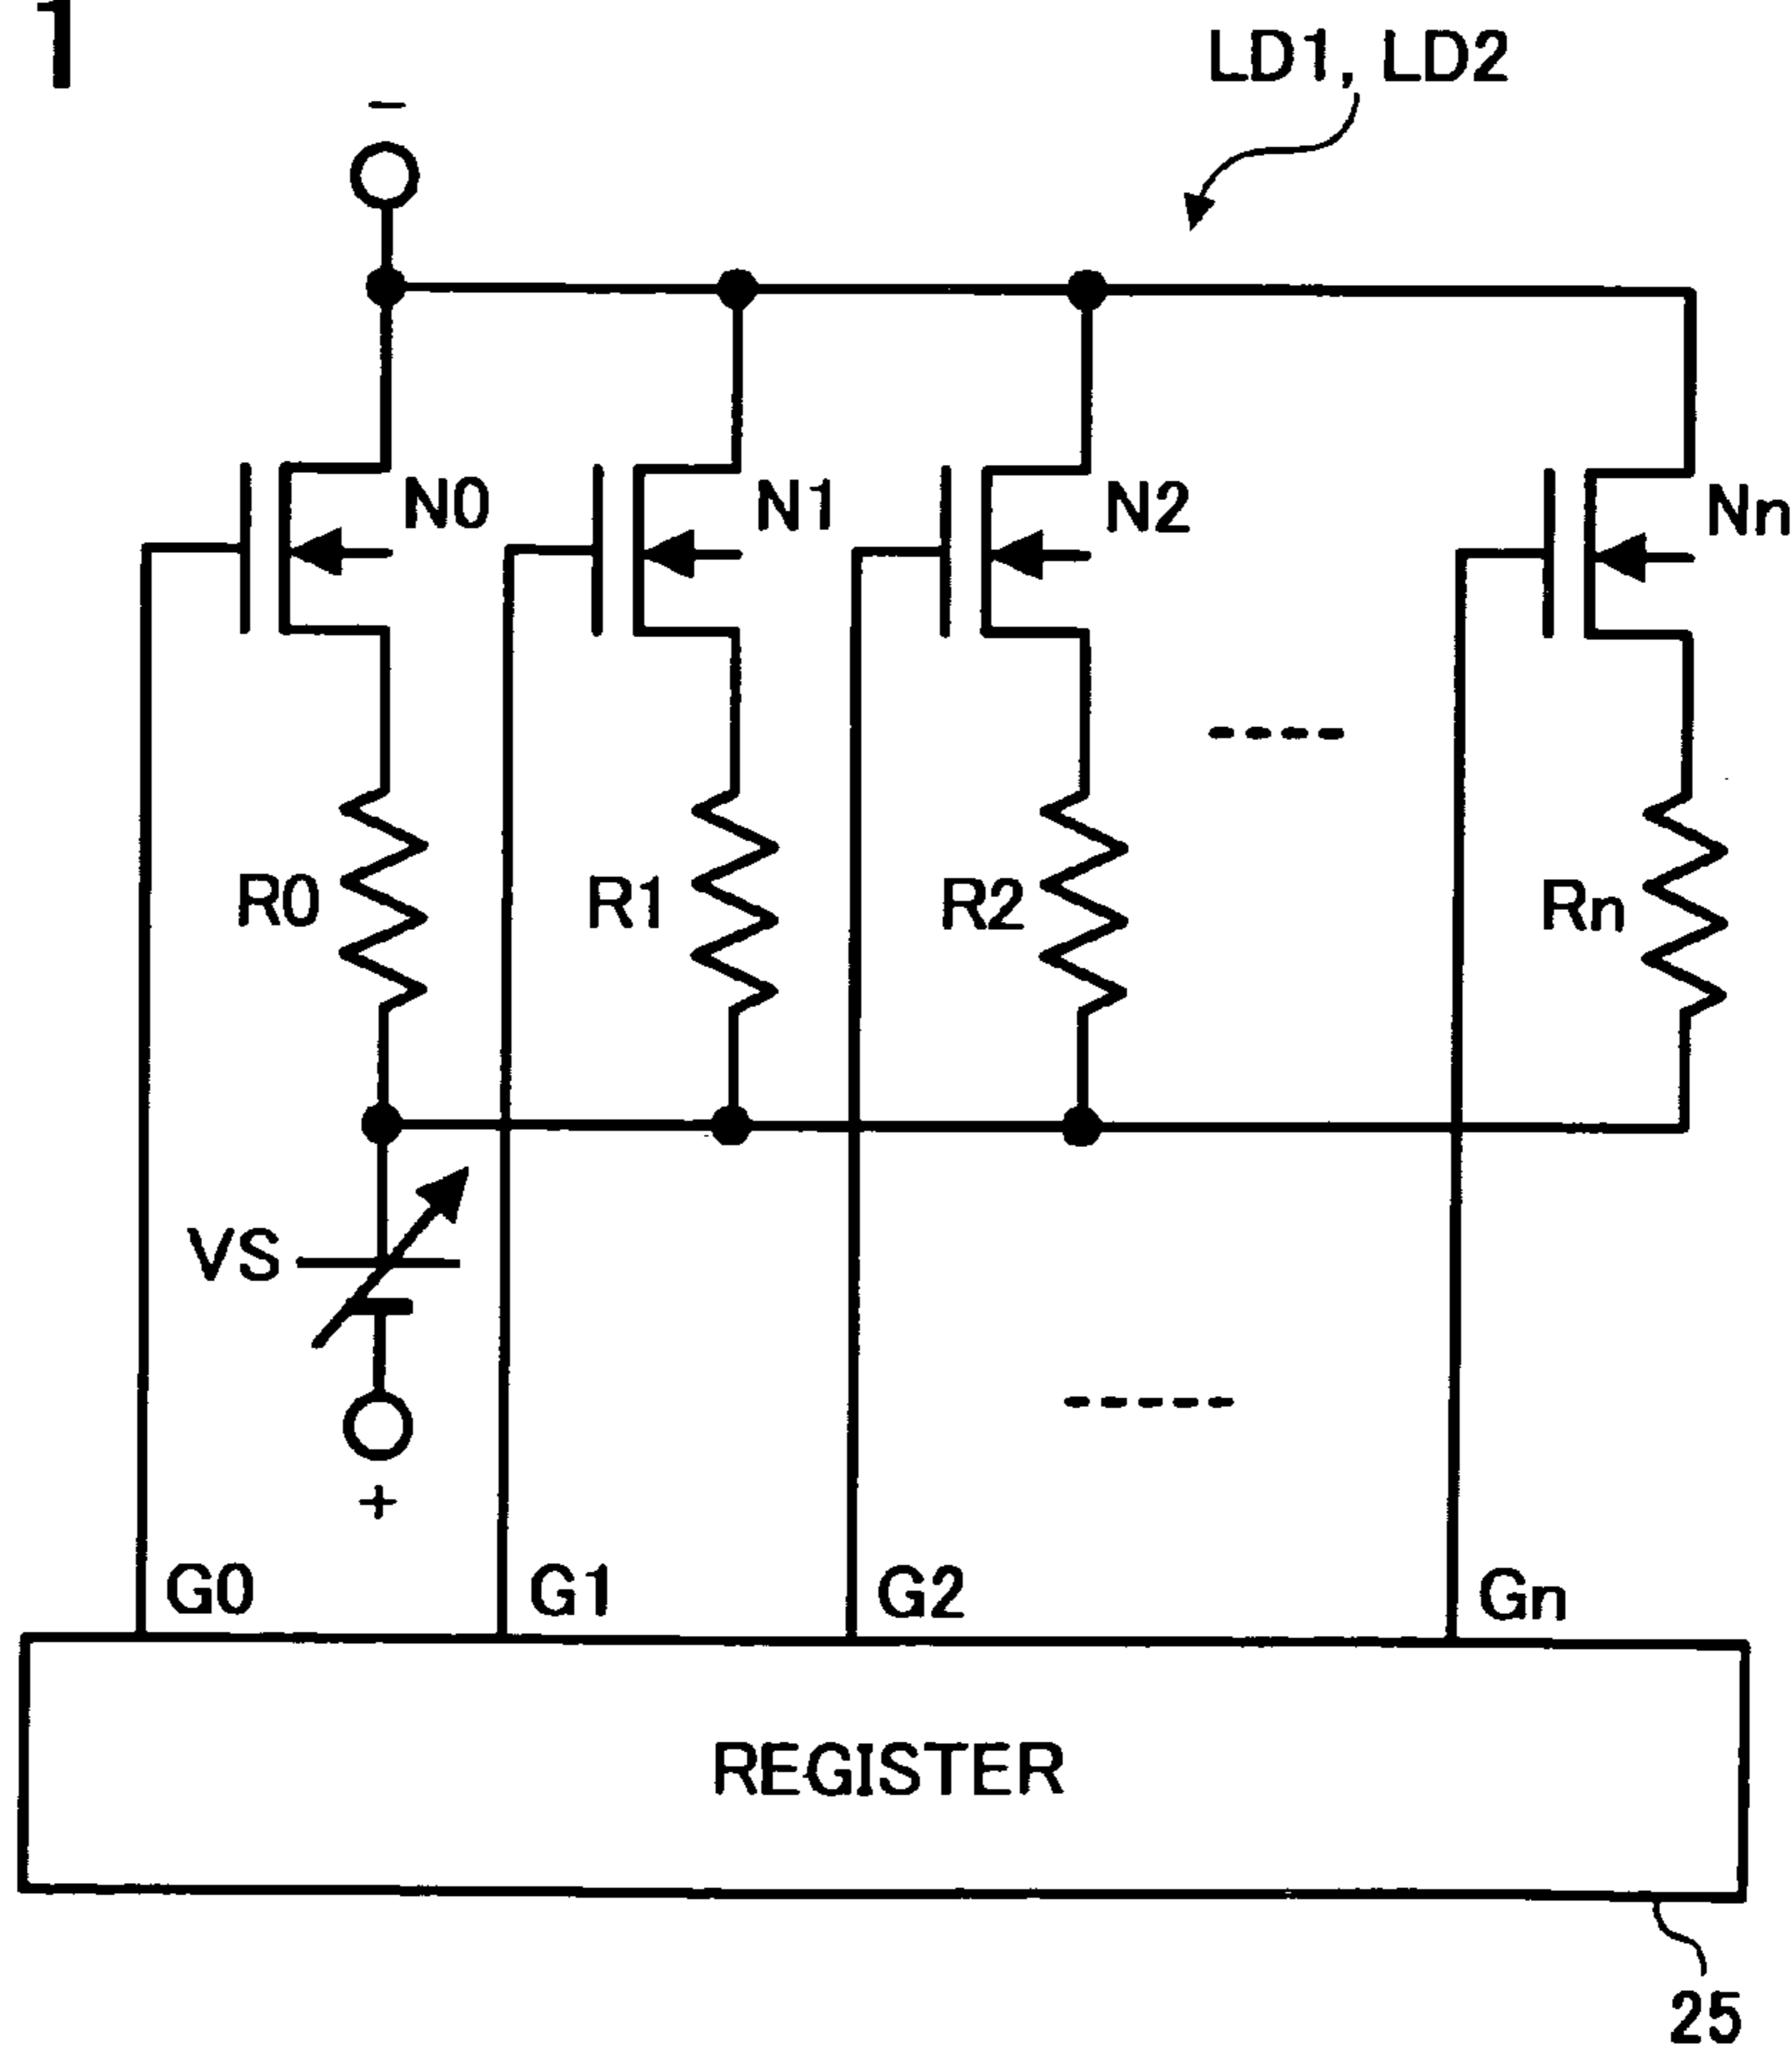 1
LD1, LD2
−
N0 N1 N2 Nn
R0 R1 R2 Rn
VS
+
G0 G1 G2 Gn
REGISTER
25